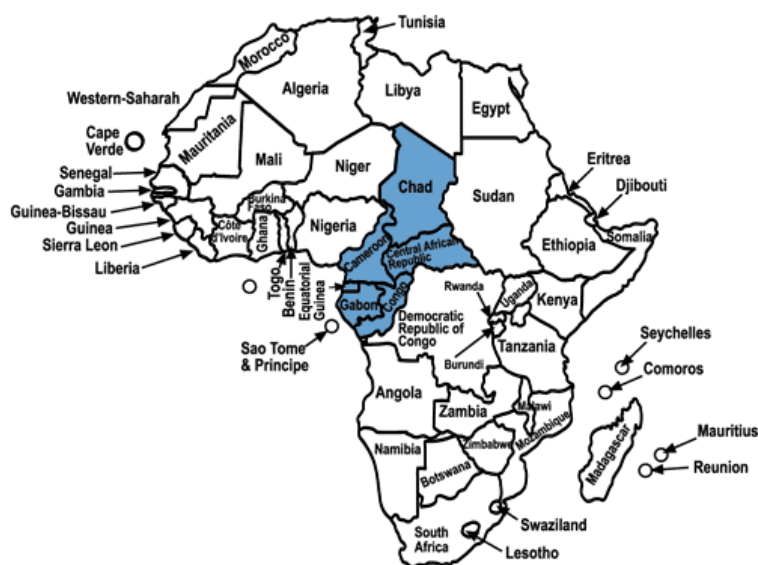 Tunisia
Morocco
Algeria
Libya
Egypt
Western-Saharah
Cape
Verde
Mauritania
Mali
Niger
Chad
Sudan
Eritrea
Djibouti
Senegal
Gambia
Guinea-Bissau
Guinea
Sierra Leon
Liberia
Burkina
Faso
Côte
d'Ivoire
Ghana
Togo
Benin
Nigeria
Cameroon
Central African
Republic
Ethiopia
Somalia
Equatorial
Guinea
Gabon
Congo
Democratic
Republic of
Congo
Rwanda
Uganda
Kenya
Burundi
Tanzania
Sao Tome
& Principe
Seychelles
Comoros
Angola
Zambia
Malawi
Mozambique
Madagascar
Mauritius
Reunion
Namibia
Zimbabwe
Botswana
Swaziland
South
Africa
Lesotho